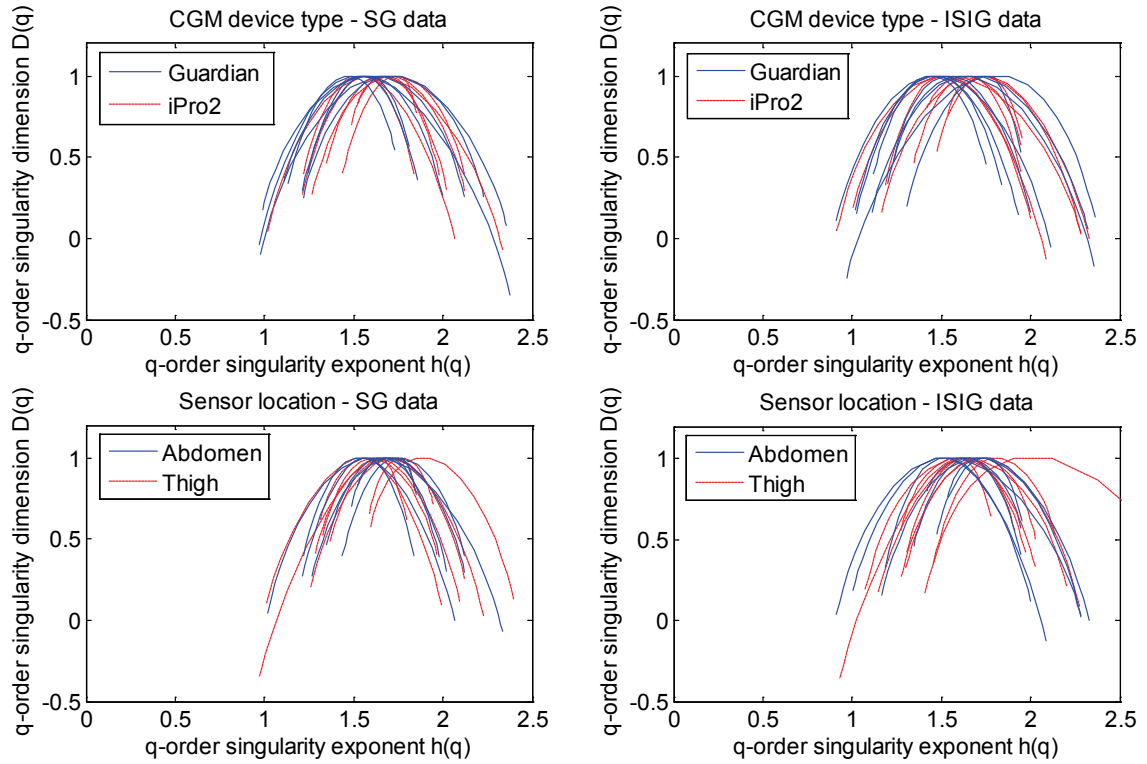 CGM device type - SG data
q-order singularity dimension D(q)
1
0.5
0
-0.5
Guardian
iPro2
0
0.5
1
1.5
2
2.5
q-order singularity exponent h(q)
CGM device type - ISIG data
q-order singularity dimension D(q)
1
0.5
0
-0.5
Guardian
iPro2
0
0.5
1
1.5
2
2.5
q-order singularity exponent h(q)
Sensor location - SG data
q-order singularity dimension D(q)
1
0.5
0
-0.5
Abdomen
Thigh
0
0.5
1
1.5
2
2.5
q-order singularity exponent h(q)
Sensor location - ISIG data
q-order singularity dimension D(q)
1
0.5
0
-0.5
Abdomen
Thigh
0
0.5
1
1.5
2
2.5
q-order singularity exponent h(q)